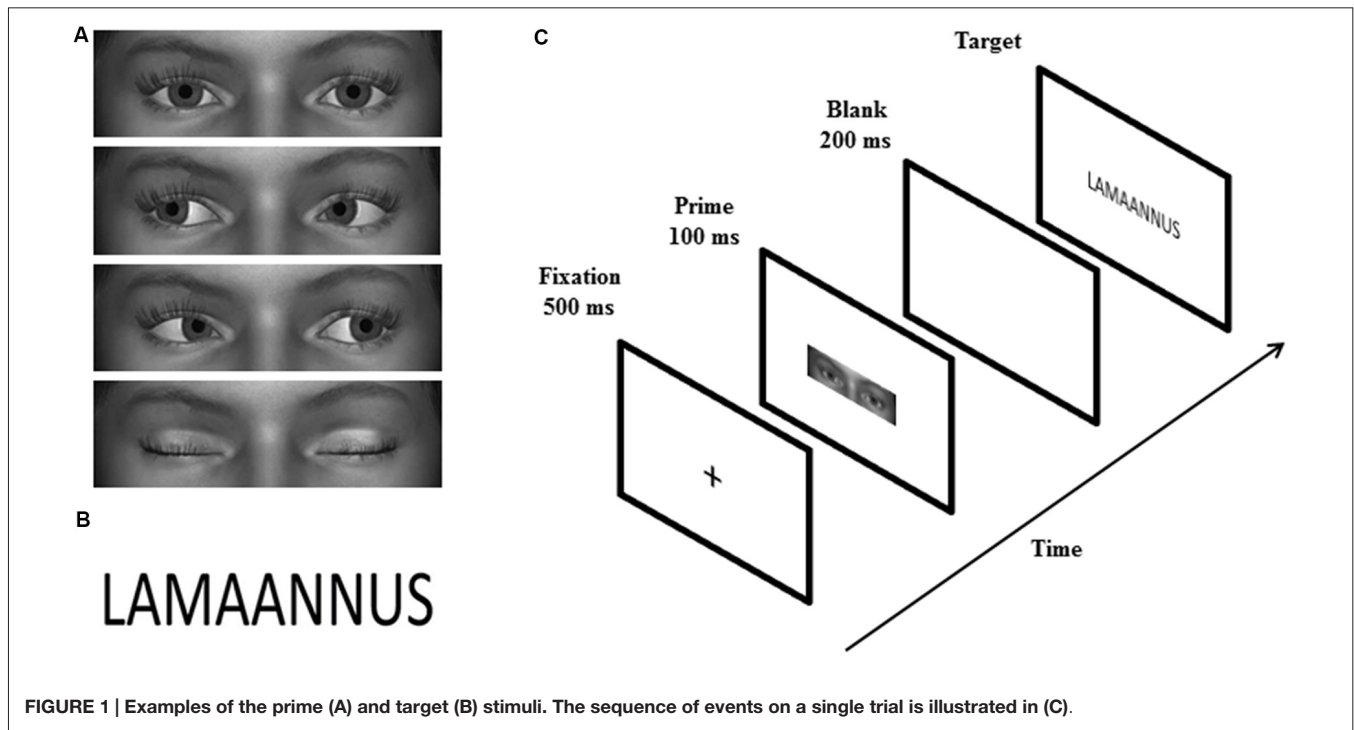 A
B
LAMAANNUS
C
Fixation
500 ms
Prime
100 ms
Blank
200 ms
Target
LAMAANNUS
Time
FIGURE 1 | Examples of the prime (A) and target (B) stimuli. The sequence of events on a single trial is illustrated in (C).